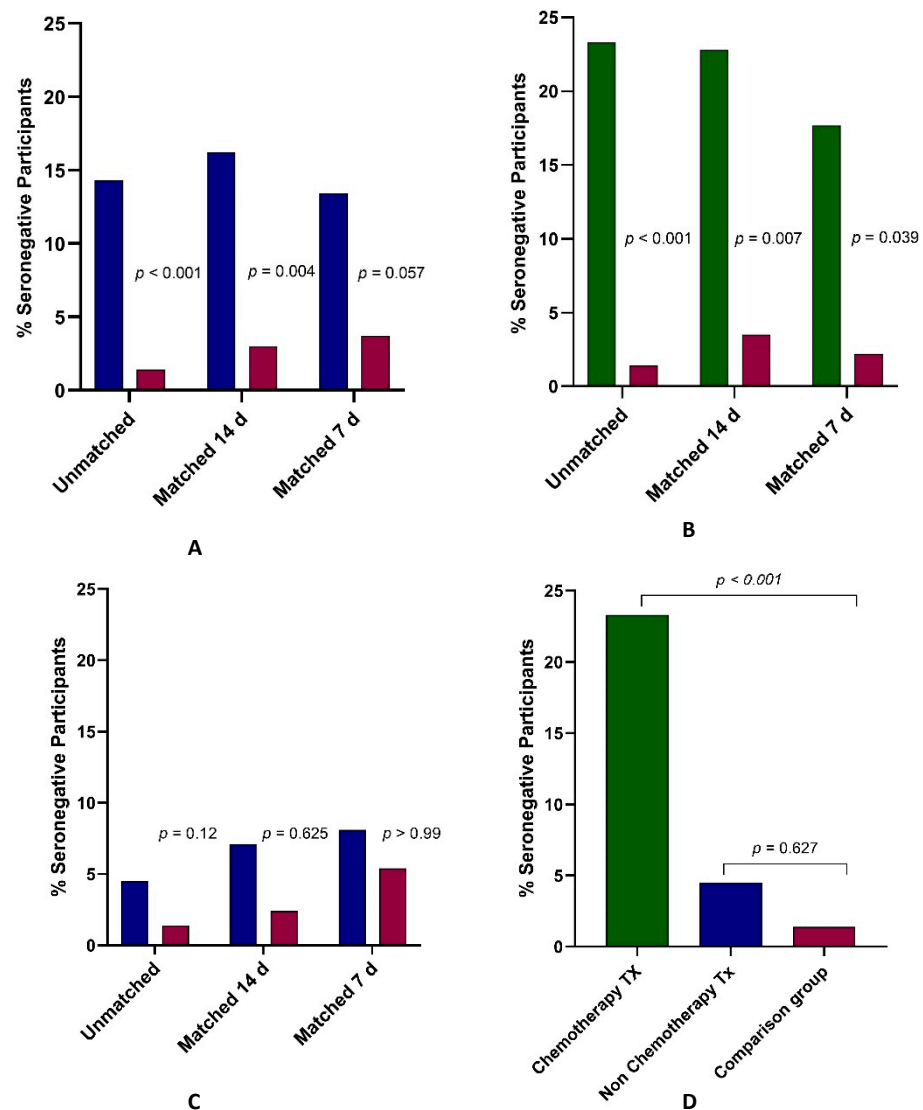 % Seronegative Participants
25
20
15
10
5
0
p < 0.001
p = 0.004
p = 0.057
Unmatched
Matched 14 d
Matched 7 d
A
% Seronegative Participants
25
20
15
10
5
0
p < 0.001
p = 0.007
p = 0.039
Unmatched
Matched 14 d
Matched 7 d
B
% Seronegative Participants
25
20
15
10
5
0
p = 0.12
p = 0.625
p > 0.99
Unmatched
Matched 14 d
Matched 7 d
C
% Seronegative Participants
25
20
15
10
5
0
p < 0.001
p = 0.627
Chemotherapy TX
Non Chemotherapy Tx
Comparison group
D